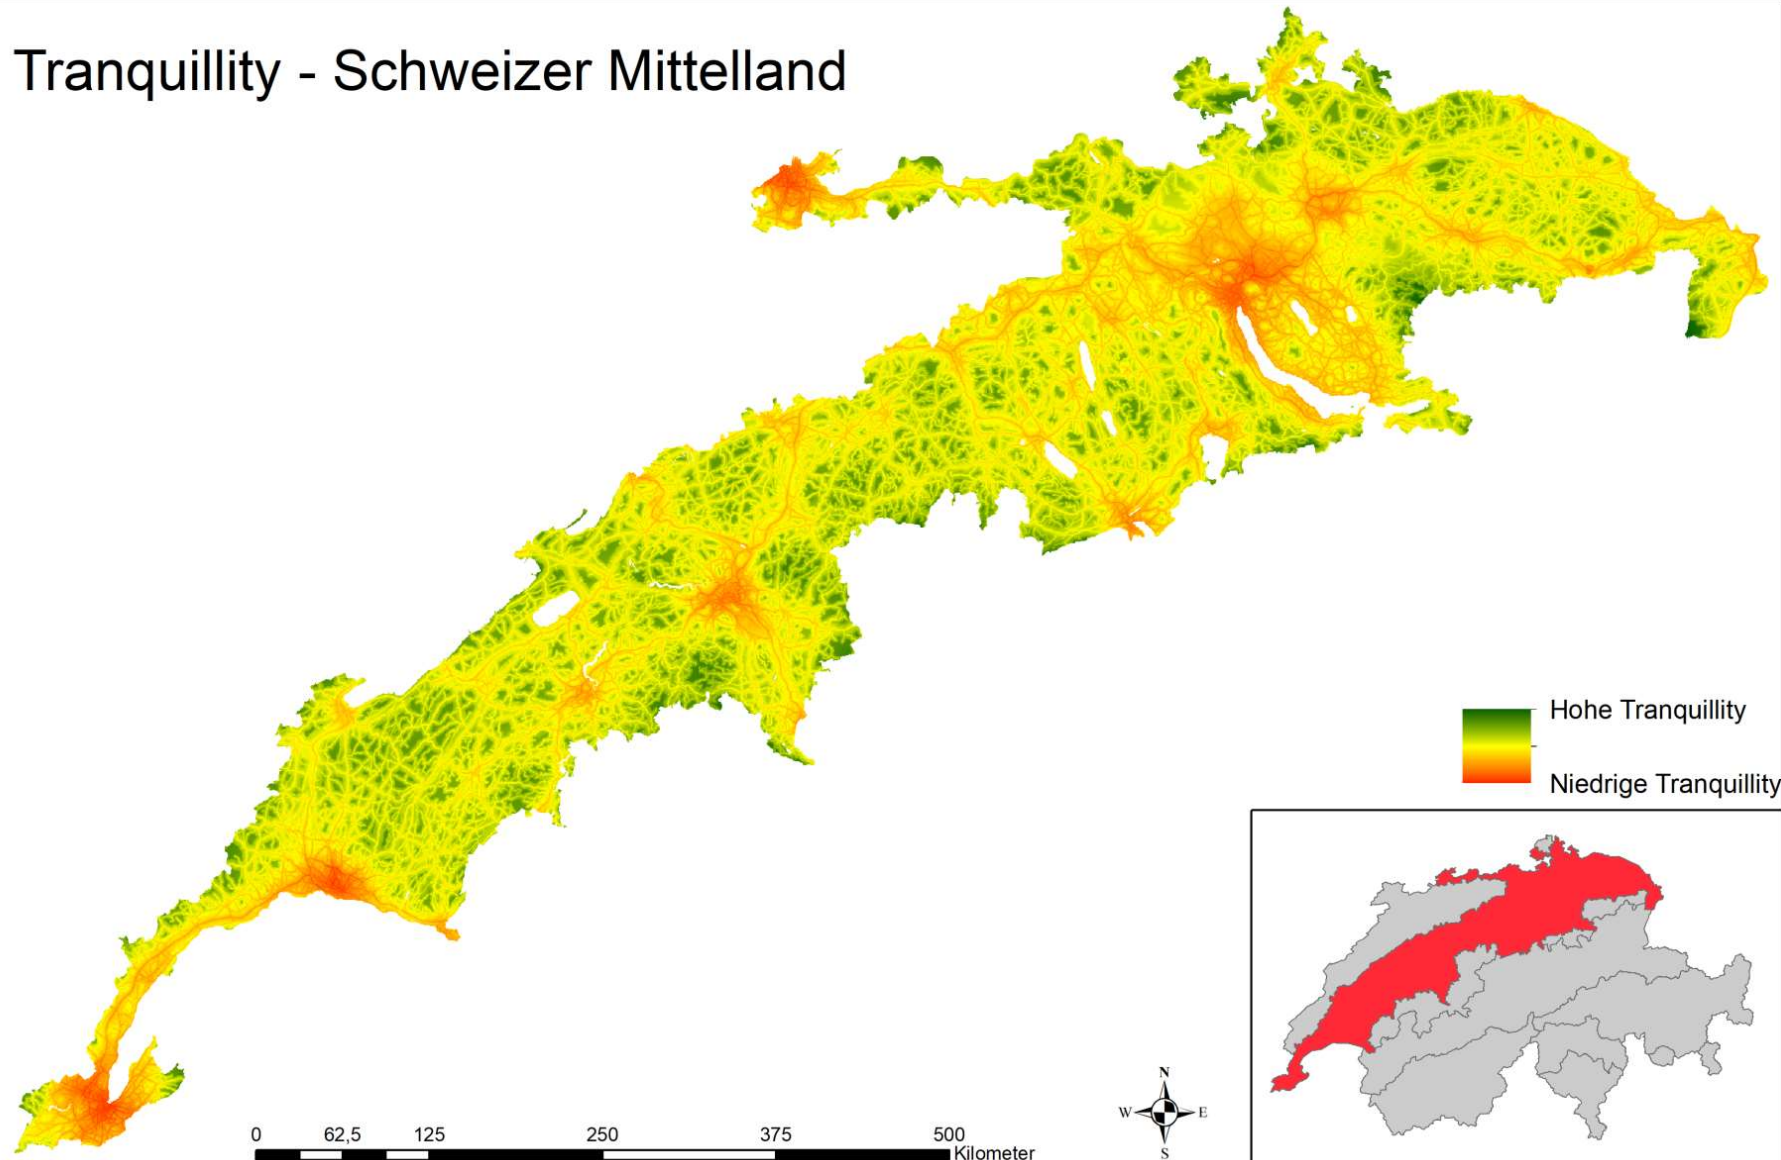 Tranquillity - Schweizer Mittelland
Hohe Tranquillity
Niedrige Tranquillity
N
W E
S
0 62,5 125 250 375 500
Kilometer